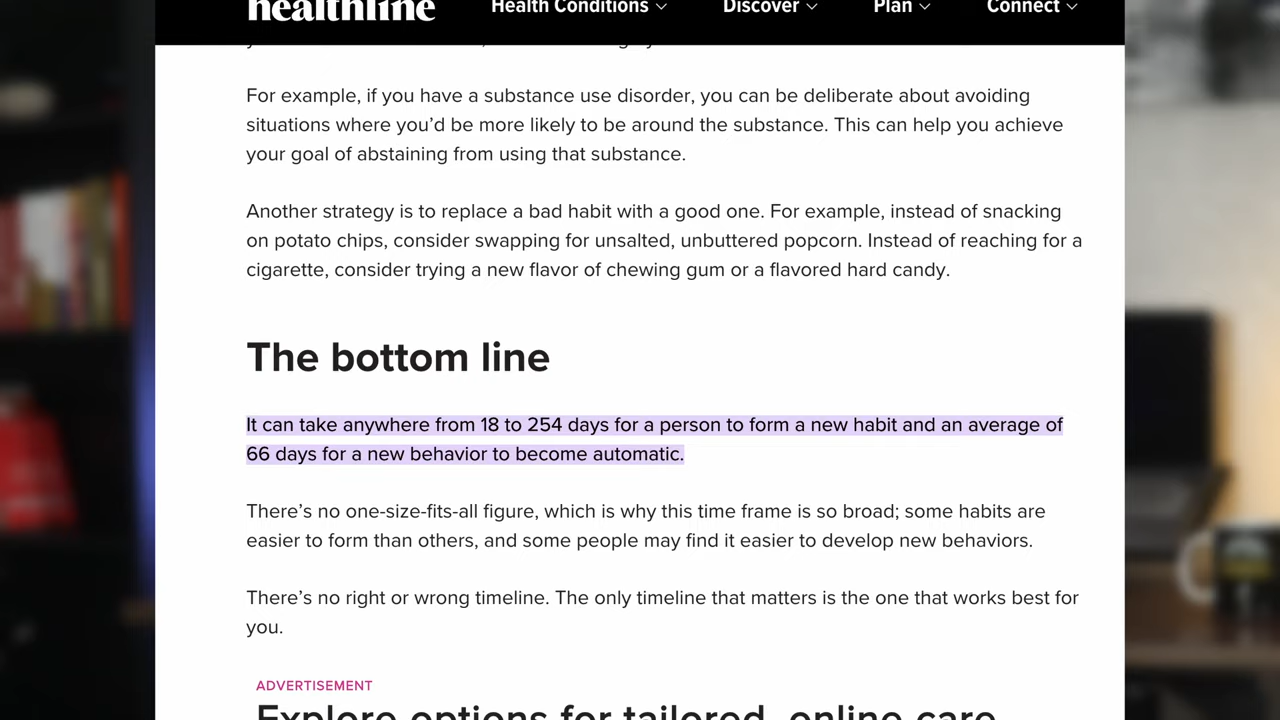 healthline Health Conditions Discover Plan Connect
For example, if you have a substance use disorder, you can be deliberate about avoiding
situations where you’d be more likely to be around the substance. This can help you achieve
your goal of abstaining from using that substance.
Another strategy is to replace a bad habit with a good one. For example, instead of snacking
on potato chips, consider swapping for unsalted, unbuttered popcorn. Instead of reaching for a
cigarette, consider trying a new flavor of chewing gum or a flavored hard candy.
The bottom line
It can take anywhere from 18 to 254 days for a person to form a new habit and an average of
66 days for a new behavior to become automatic.
There’s no one-size-fits-all figure, which is why this time frame is so broad; some habits are
easier to form than others, and some people may find it easier to develop new behaviors.
There’s no right or wrong timeline. The only timeline that matters is the one that works best for
you.
ADVERTISEMENT
Explore options for tailored, online care